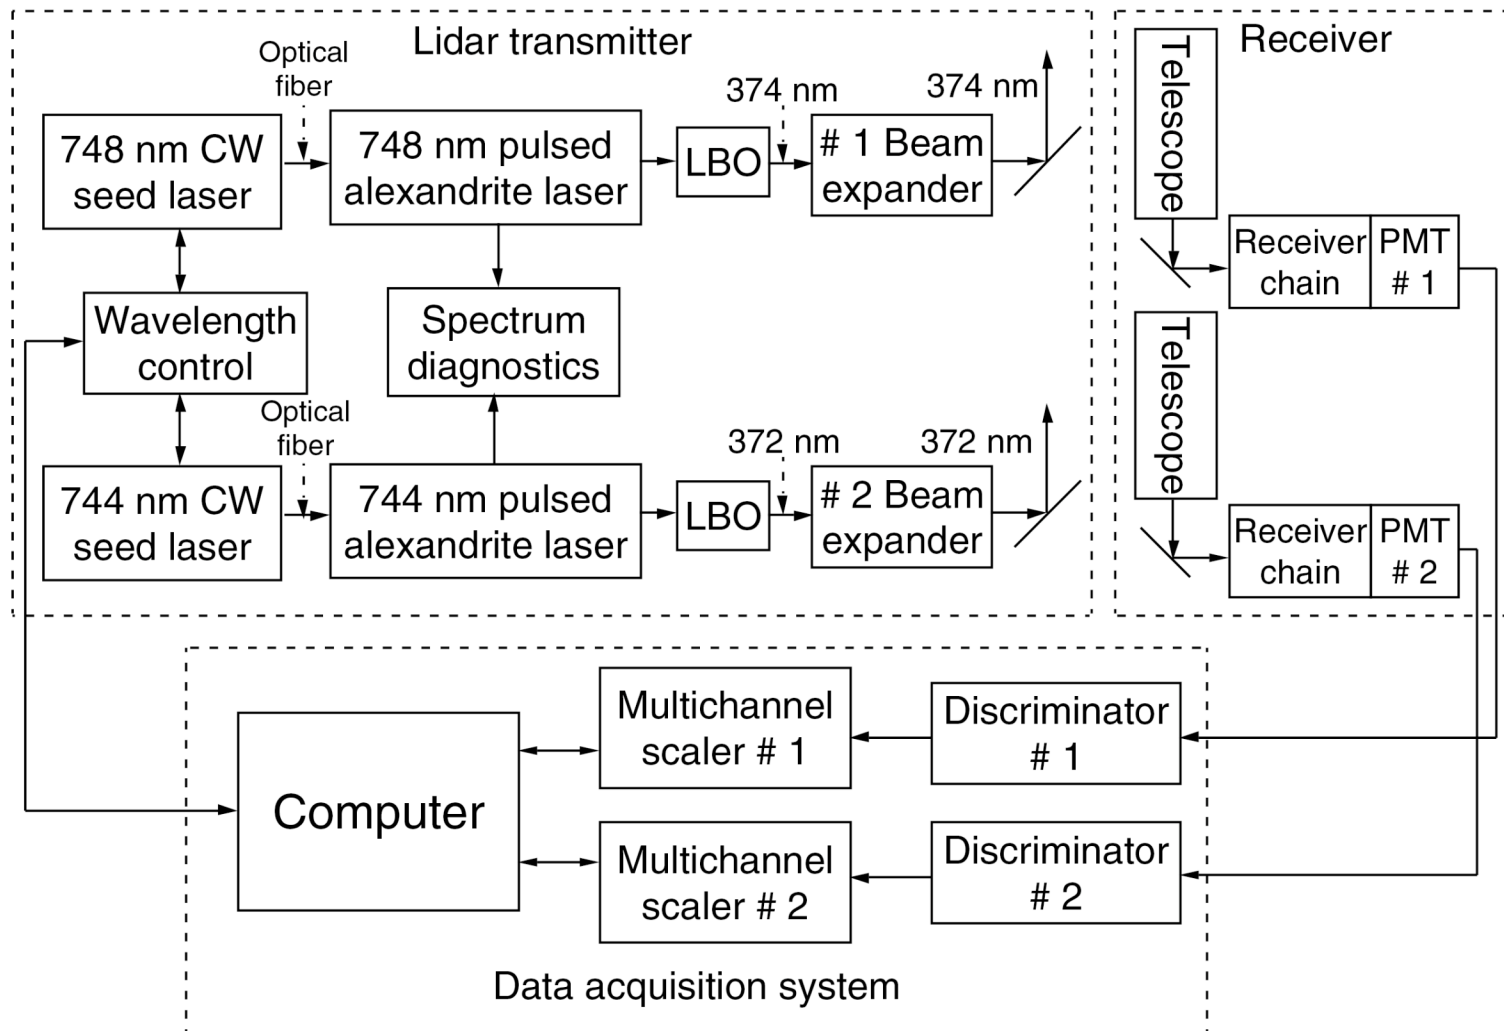 Lidar transmitter
Optical
fiber
748 nm CW
seed laser
748 nm pulsed
alexandrite laser
LBO
374 nm
# 1 Beam
expander
374 nm
Wavelength
control
Spectrum
diagnostics
Optical
fiber
744 nm CW
seed laser
744 nm pulsed
alexandrite laser
LBO
372 nm
# 2 Beam
expander
372 nm
Receiver
Telescope
Receiver
chain
PMT
# 1
Telescope
Receiver
chain
PMT
# 2
Computer
Multichannel
scaler # 1
Discriminator
# 1
Multichannel
scaler # 2
Discriminator
# 2
Data acquisition system